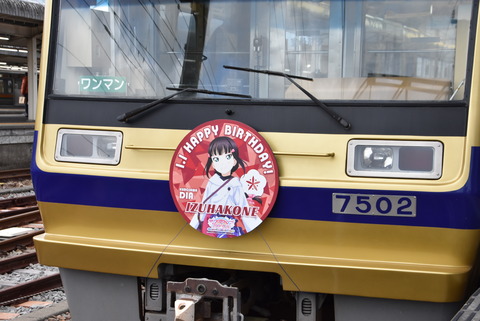 ワンマン
HAPPY BIRTHDAY!
DIA
IZUHAKONE
7502